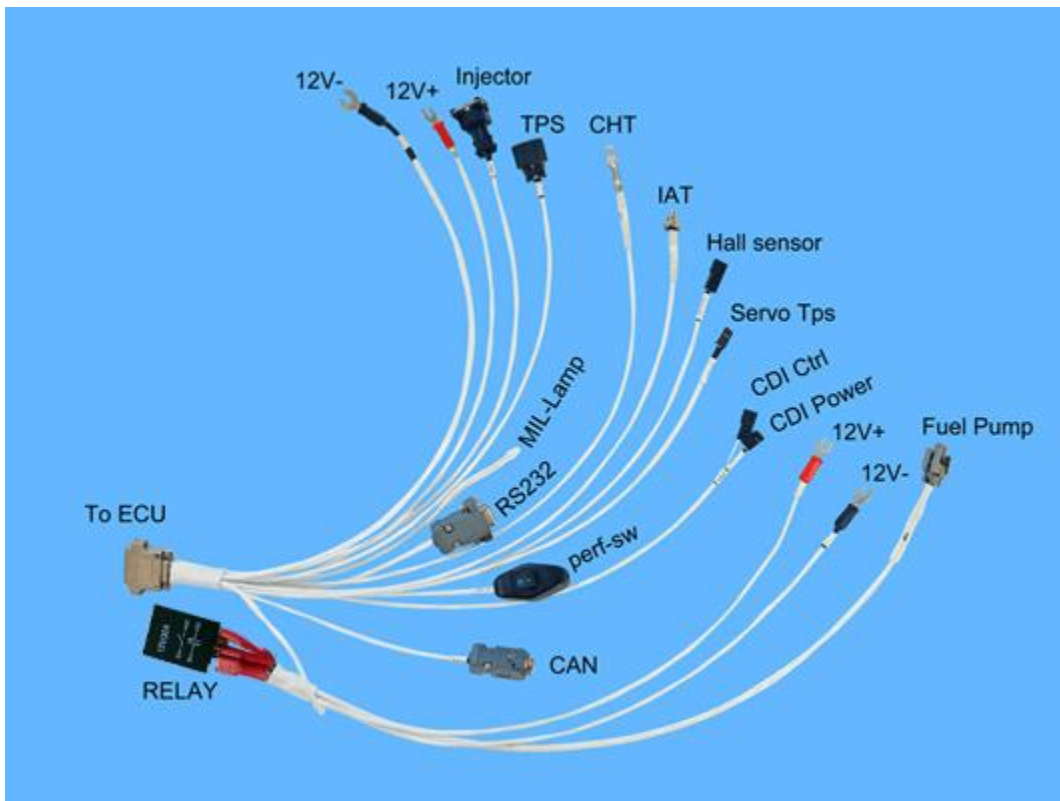 12V-
12V+
Injector
TPS
CHT
IAT
Hall sensor
Servo Tps
CDI Ctrl
CDI Power
12V+
12V-
Fuel Pump
MIL-Lamp
RS232
To ECU
perf-sw
RELAY
CAN